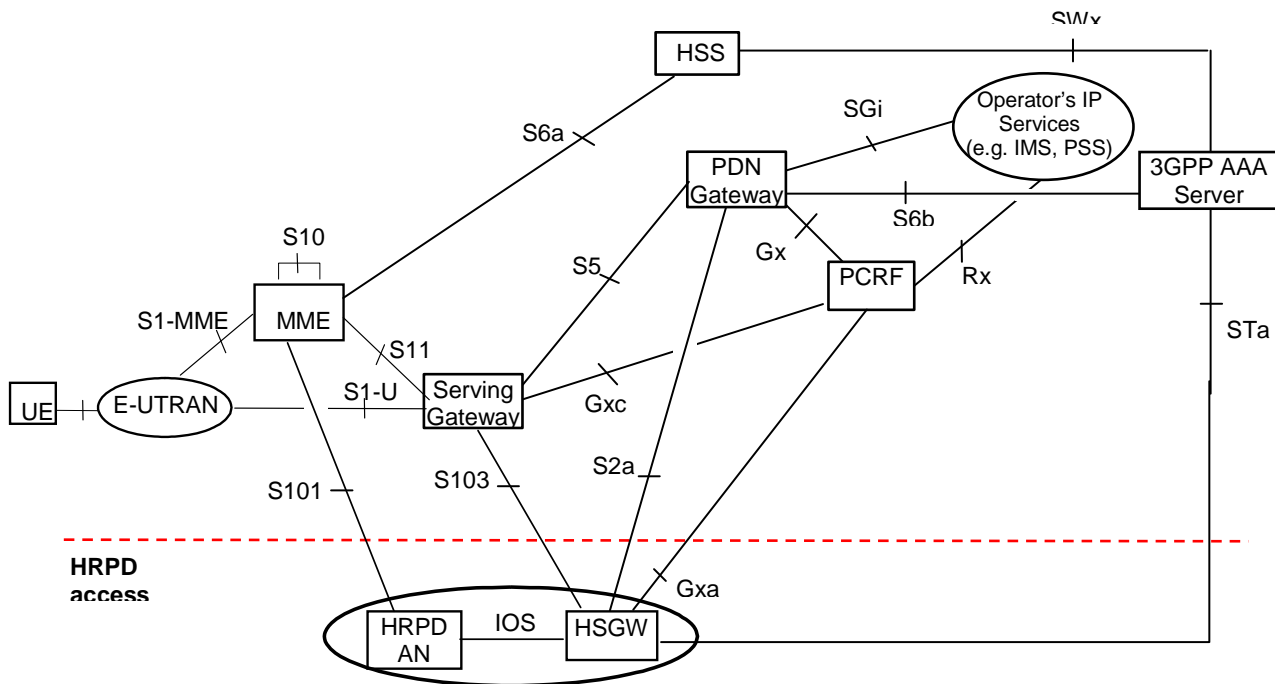 SWx
HSS
Operator's IP
Services
(e.g. IMS, PSS)
SGi
S6a
PDN
Gateway
3GPP AAA
Server
S6b
S10
Gx
S5
Rx
PCRF
S1-MME
MME
STa
S11
S1-U
Serving
Gateway
UE
E-UTRAN
Gxc
S2a
S103
S101
HRPD
access
Gxa
IOS
HRPD
AN
HSGW